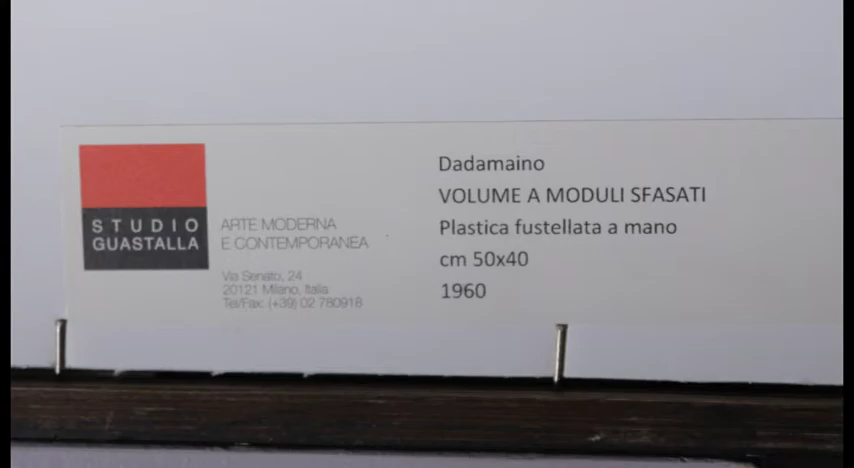 STUDIO
GUASTALLA
ARTE MODERNA
E CONTEMPORANEA
Via Senato, 24
20121 Milano, Italia
Tel/Fax: (+39) 02 780918
Dadamaino
VOLUME A MODULI SFASATI
Plastica fustellata a mano
cm 50x40
1960